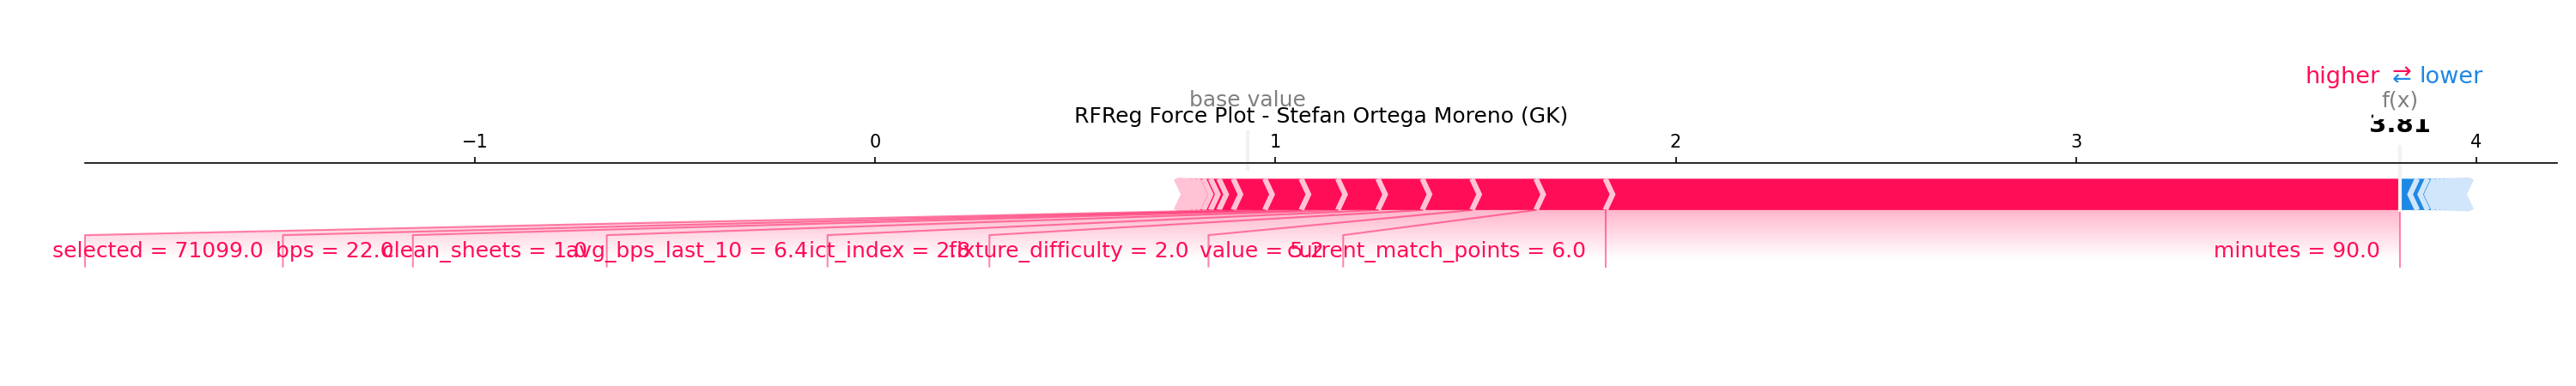 higher ⇄ lower
base value
f(x)
RFReg Force Plot - Stefan Ortega Moreno (GK)
3.81
−1 0 1 2 3 4
selected = 71099.0 bps = 22.0 clean_sheets = 1.0 avg_bps_last_10 = 6.4 ict_index = 2.8 fixture_difficulty = 2.0 value = 5.2 current_match_points = 6.0 minutes = 90.0